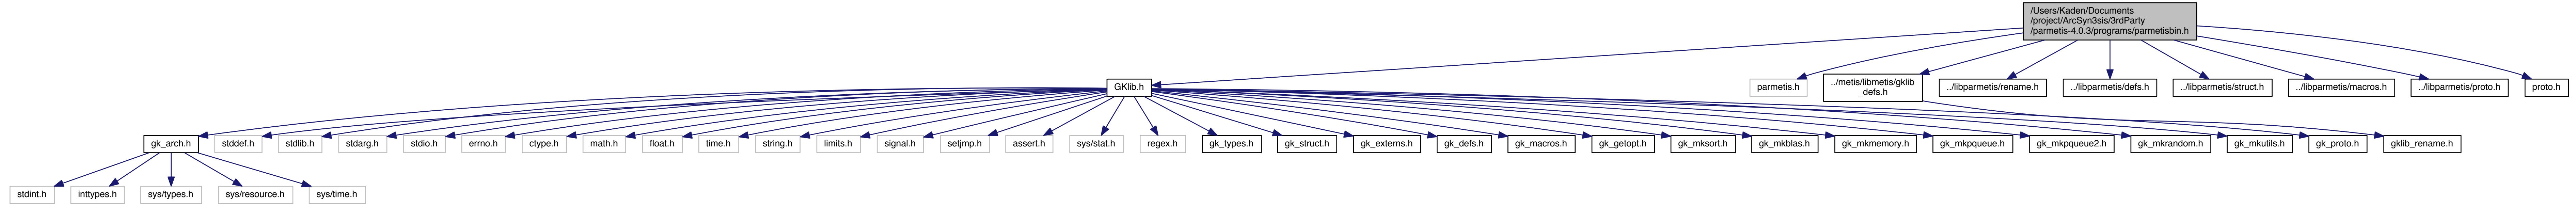 /Users/Kaden/Documents
/project/ArcSyn3sis/3rdParty
/parmetis-4.0.3/programs/parmetisbin.h
GKlib.h
parmetis.h
../metis/libmetis/gklib
_defs.h
../libparmetis/rename.h
../libparmetis/defs.h
../libparmetis/struct.h
../libparmetis/macros.h
../libparmetis/proto.h
proto.h
gk_arch.h
stddef.h
stdlib.h
stdarg.h
stdio.h
errno.h
ctype.h
math.h
float.h
time.h
string.h
limits.h
signal.h
setjmp.h
assert.h
sys/stat.h
regex.h
gk_types.h
gk_struct.h
gk_externs.h
gk_defs.h
gk_macros.h
gk_getopt.h
gk_mksort.h
gk_mkblas.h
gk_mkmemory.h
gk_mkpqueue.h
gk_mkpqueue2.h
gk_mkrandom.h
gk_mkutils.h
gk_proto.h
gklib_rename.h
stdint.h
inttypes.h
sys/types.h
sys/resource.h
sys/time.h